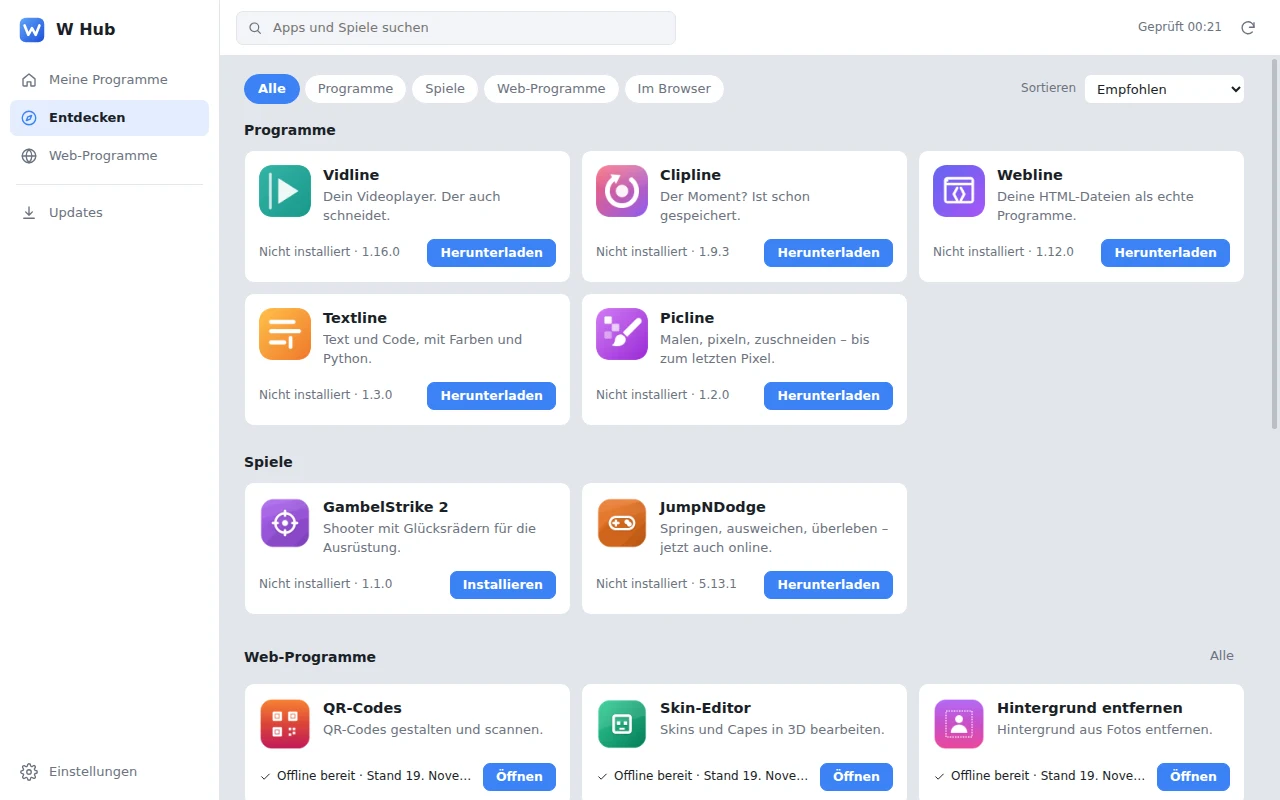 W Hub
Apps und Spiele suchen
Geprüft 00:21
Meine Programme
Entdecken
Web-Programme
Updates
Einstellungen
Alle
Programme
Spiele
Web-Programme
Im Browser
Sortieren
Empfohlen
Programme
Vidline
Dein Videoplayer. Der auch
schneidet.
Nicht installiert · 1.16.0
Herunterladen
Clipline
Der Moment? Ist schon
gespeichert.
Nicht installiert · 1.9.3
Herunterladen
Webline
Deine HTML-Dateien als echte
Programme.
Nicht installiert · 1.12.0
Herunterladen
Textline
Text und Code, mit Farben und
Python.
Nicht installiert · 1.3.0
Herunterladen
Picline
Malen, pixeln, zuschneiden – bis
zum letzten Pixel.
Nicht installiert · 1.2.0
Herunterladen
Spiele
GambelStrike 2
Shooter mit Glücksrädern für die
Ausrüstung.
Nicht installiert · 1.1.0
Installieren
JumpNDodge
Springen, ausweichen, überleben –
jetzt auch online.
Nicht installiert · 5.13.1
Herunterladen
Web-Programme
Alle
QR-Codes
QR-Codes gestalten und scannen.
Offline bereit · Stand 19. Nove...
Öffnen
Skin-Editor
Skins und Capes in 3D bearbeiten.
Offline bereit · Stand 19. Nove...
Öffnen
Hintergrund entfernen
Hintergrund aus Fotos entfernen.
Offline bereit · Stand 19. Nove...
Öffnen